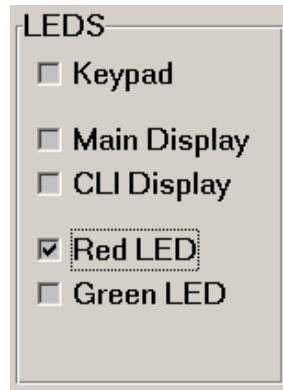 LEDS
Keypad
Main Display
CLI Display
Red LED
Green LED